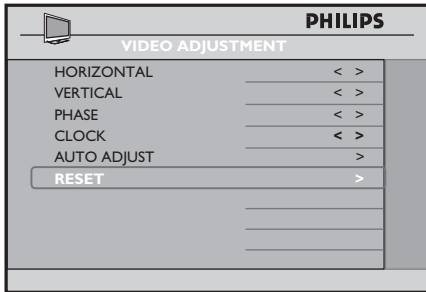 PHILIPS
VIDEO ADJUSTMENT
HORIZONTAL < >
VERTICAL < >
PHASE < >
CLOCK < >
AUTO ADJUST >
RESET >